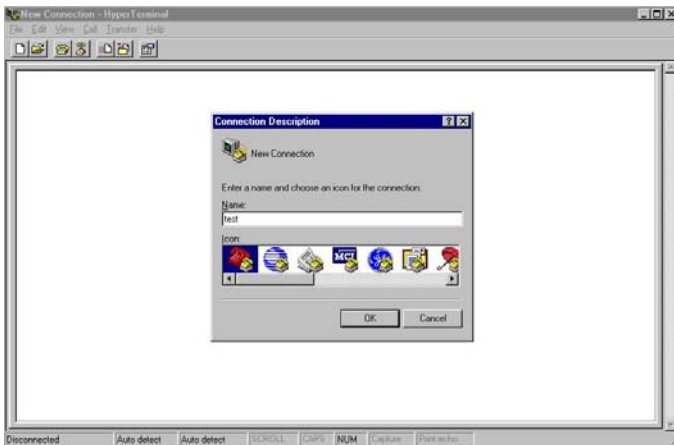 New Connection - HyperTerminal
File Edit View Call Transfer Help
Connection Description
New Connection
Enter a name and choose an icon for the connection:
Name:
test
Icon:
MCI
OK Cancel
Disconnected Auto detect Auto detect SCROLL CAPS NUM Capture Print echo